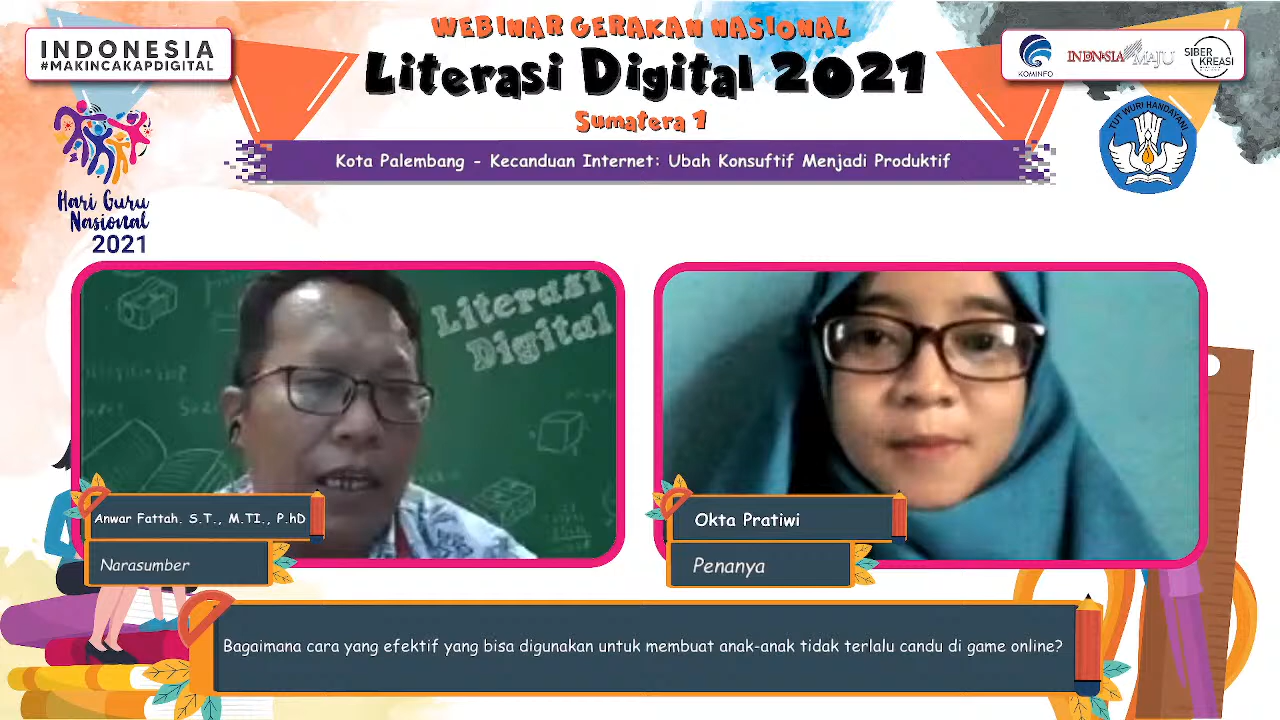 INDONESIA
#MAKINCAKAPDIGITAL
WEBINAR GERAKAN NASIONAL
Literasi Digital 2021
Sumatera 1
KOMINFO
INDONESIA MAJU
SIBER KREASI
TUT WURI HANDAYANI
Kota Palembang - Kecanduan Internet: Ubah Konsuftif Menjadi Produktif
Hari Guru
Nasional
2021
Literasi
Digital
Anwar Fattah. S.T., M.TI., P.hD
Narasumber
Okta Pratiwi
Penanya
Bagaimana cara yang efektif yang bisa digunakan untuk membuat anak-anak tidak terlalu candu di game online?